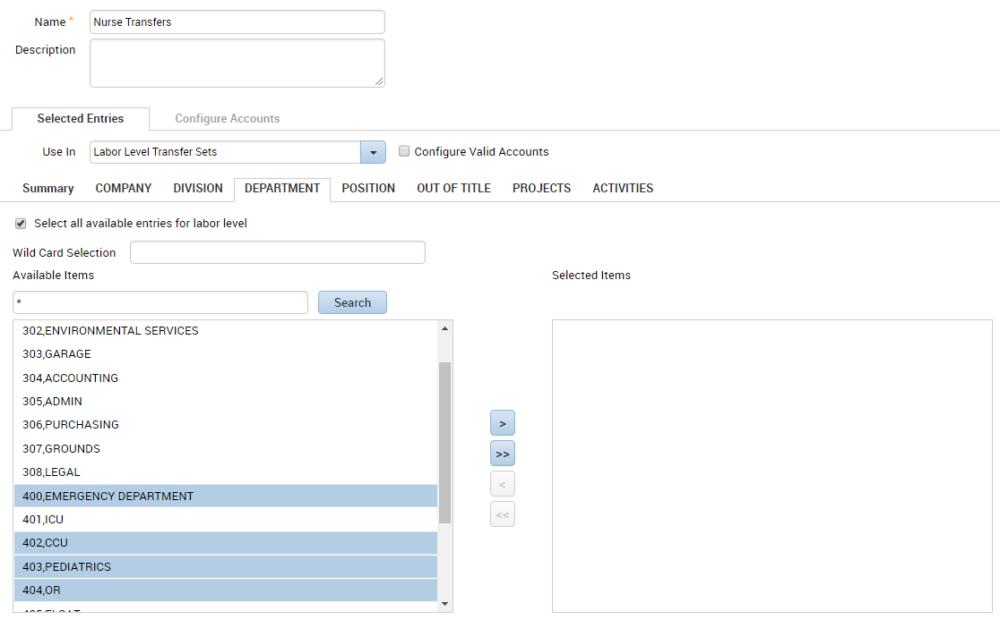 Name *
Nurse Transfers
Description
Selected Entries
Configure Accounts
Use In
Labor Level Transfer Sets
Configure Valid Accounts
Summary
COMPANY
DIVISION
DEPARTMENT
POSITION
OUT OF TITLE
PROJECTS
ACTIVITIES
Select all available entries for labor level
Wild Card Selection
Available Items
Selected Items
*
Search
302,ENVIRONMENTAL SERVICES
303,GARAGE
304,ACCOUNTING
305,ADMIN
306,PURCHASING
307,GROUNDS
308,LEGAL
400,EMERGENCY DEPARTMENT
401,ICU
402,CCU
403,PEDIATRICS
404,OR
405,FLOAT
>
>>
<
<<